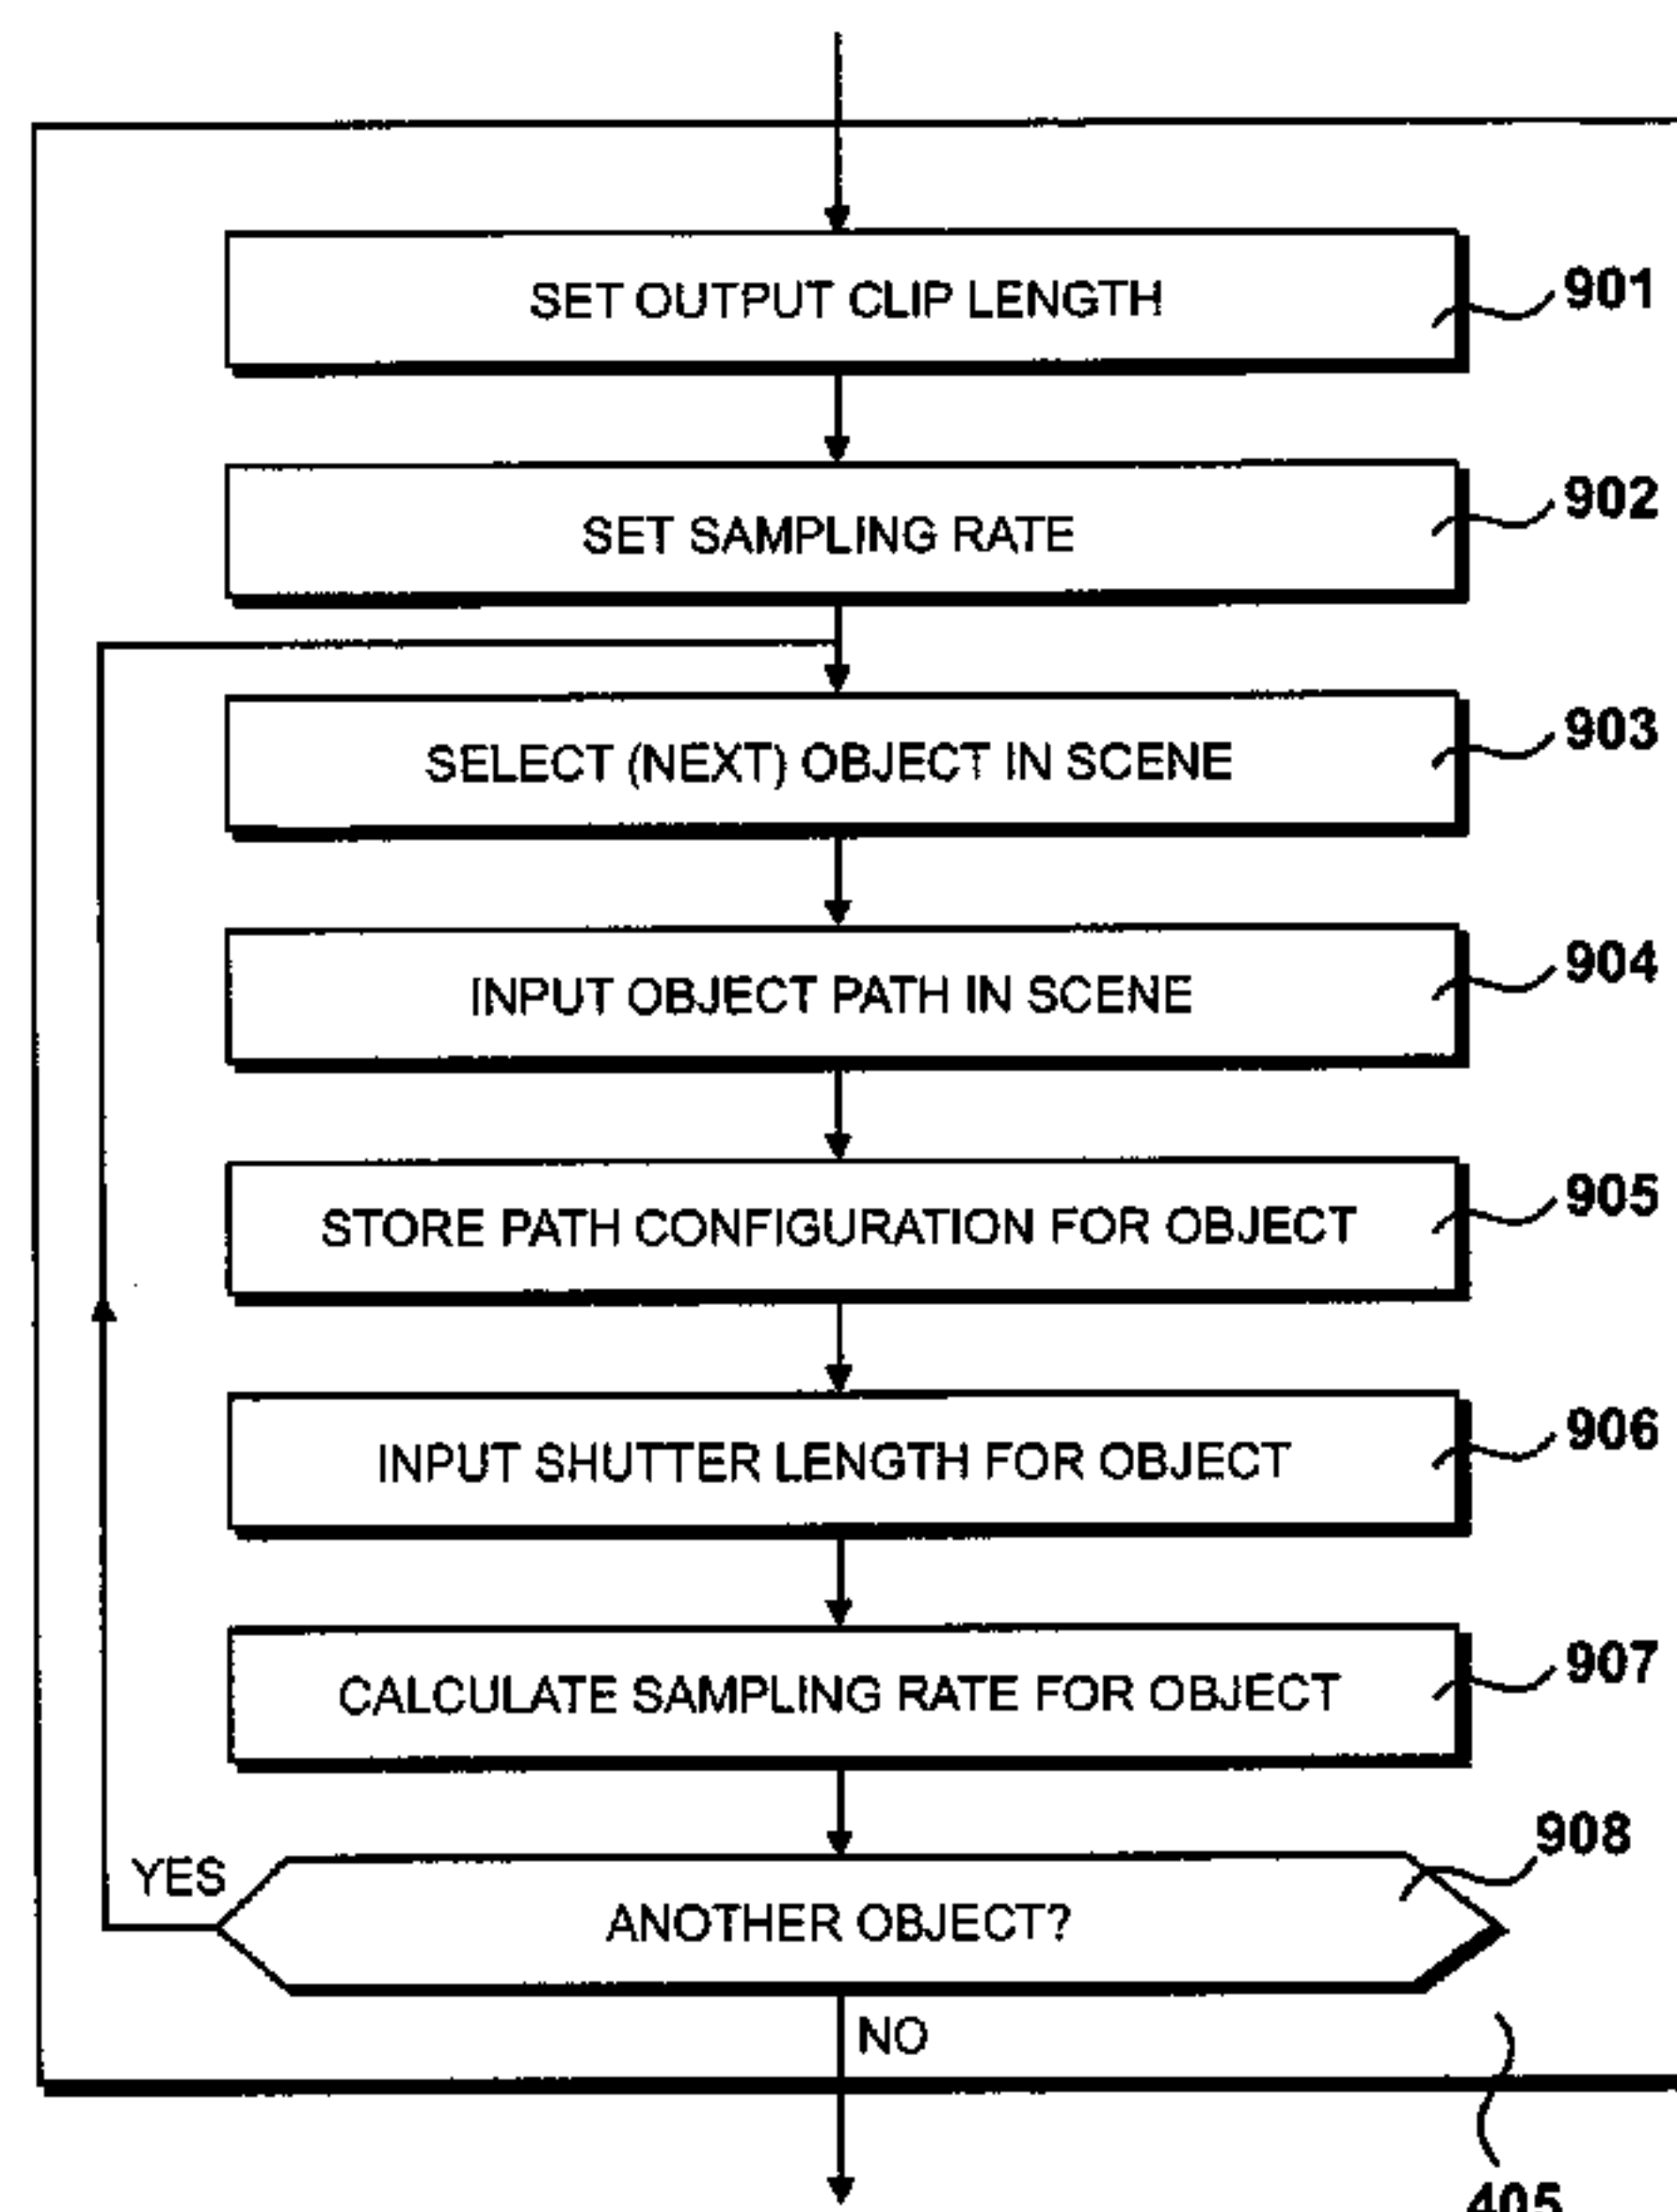 SET OUTPUT CLIP LENGTH
901
SET SAMPLING RATE
902
SELECT (NEXT) OBJECT IN SCENE
903
INPUT OBJECT PATH IN SCENE
904
STORE PATH CONFIGURATION FOR OBJECT
905
INPUT SHUTTER LENGTH FOR OBJECT
906
CALCULATE SAMPLING RATE FOR OBJECT
907
908
YES
ANOTHER OBJECT?
NO
405